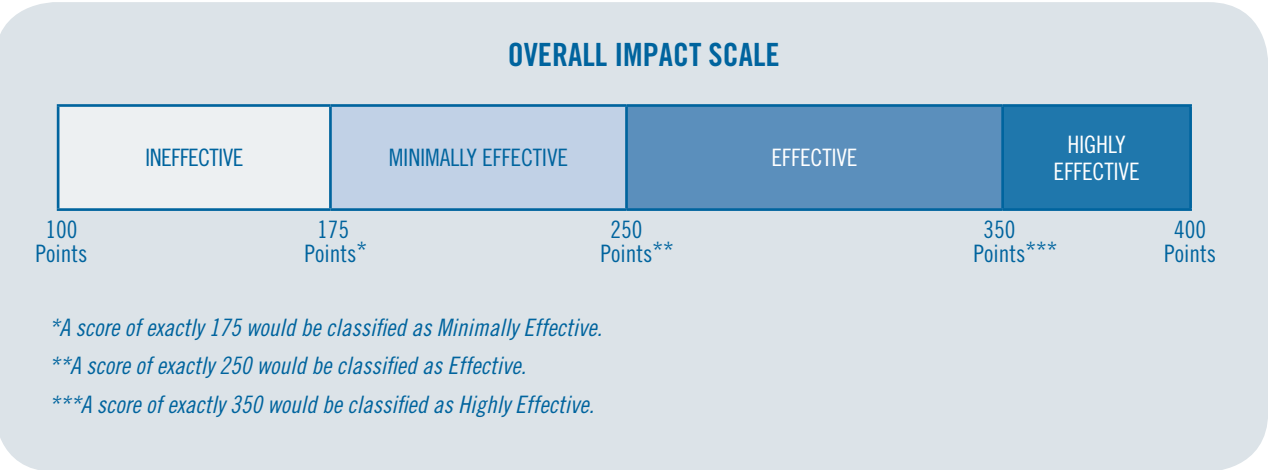 OVERALL IMPACT SCALE
INEFFECTIVE
MINIMALLY EFFECTIVE
EFFECTIVE
HIGHLY
EFFECTIVE
100
Points
175
Points*
250
Points**
350
Points***
400
Points
*A score of exactly 175 would be classified as Minimally Effective.
**A score of exactly 250 would be classified as Effective.
***A score of exactly 350 would be classified as Highly Effective.